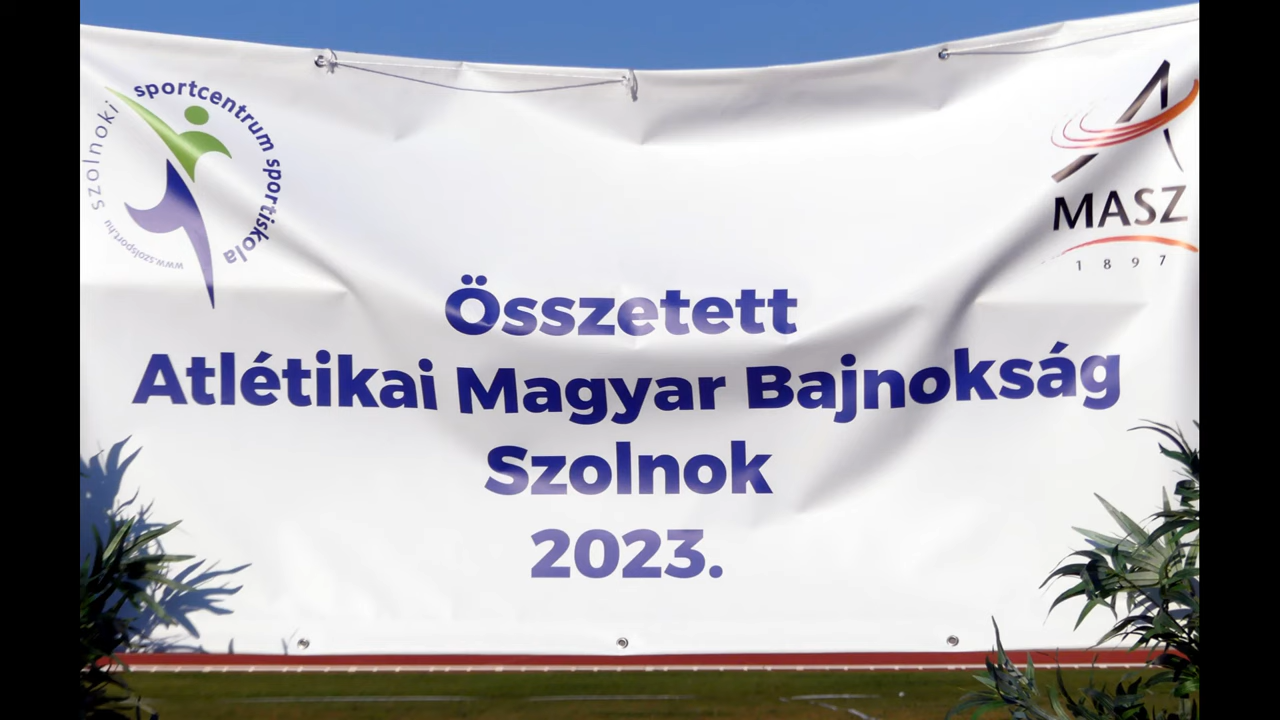 szolnoki sportcentrum sportiskola
www.szolsport.hu
MASZ
1897
Összetett
Atlétikai Magyar Bajnokság
Szolnok
2023.